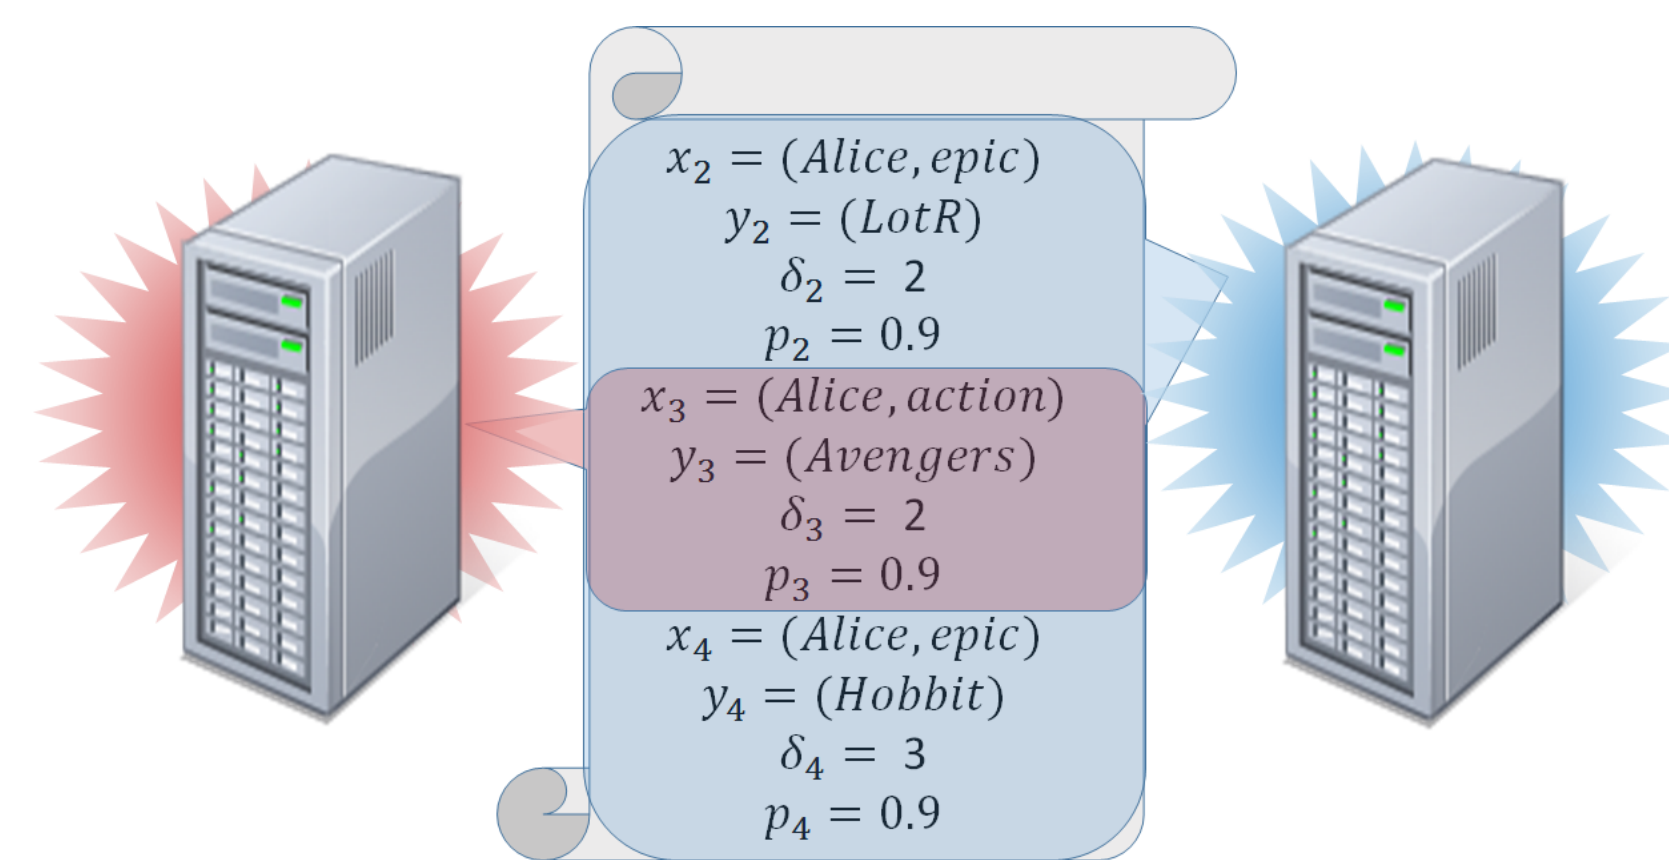 x₂ = (Alice, epic)
y₂ = (LotR)
δ₂ = 2
p₂ = 0.9
x₃ = (Alice, action)
y₃ = (Avengers)
δ₃ = 2
p₃ = 0.9
x₄ = (Alice, epic)
y₄ = (Hobbit)
δ₄ = 3
p₄ = 0.9